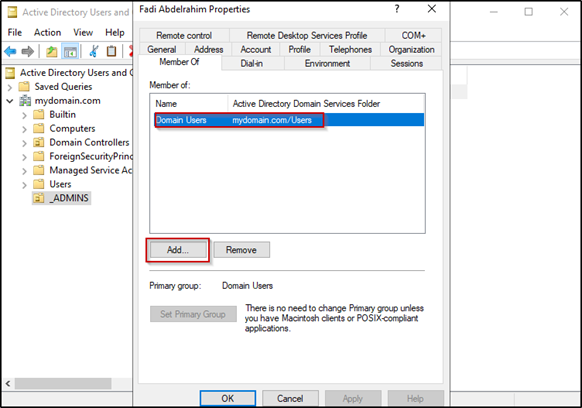 Active Directory Users and C
File Action View Help
Active Directory Users and C
Saved Queries
mydomain.com
Builtin
Computers
Domain Controllers
ForeignSecurityPrinc
Managed Service Ac
Users
_ADMINS
Fadi Abdelrahim Properties
?
Remote control Remote Desktop Services Profile COM+
General Address Account Profile Telephones Organization
Member Of Dial-in Environment Sessions
Member of:
Name Active Directory Domain Services Folder
Domain Users mydomain.com/Users
Add... Remove
Primary group: Domain Users
Set Primary Group
There is no need to change Primary group unless
you have Macintosh clients or POSIX-compliant
applications.
OK Cancel Apply Help